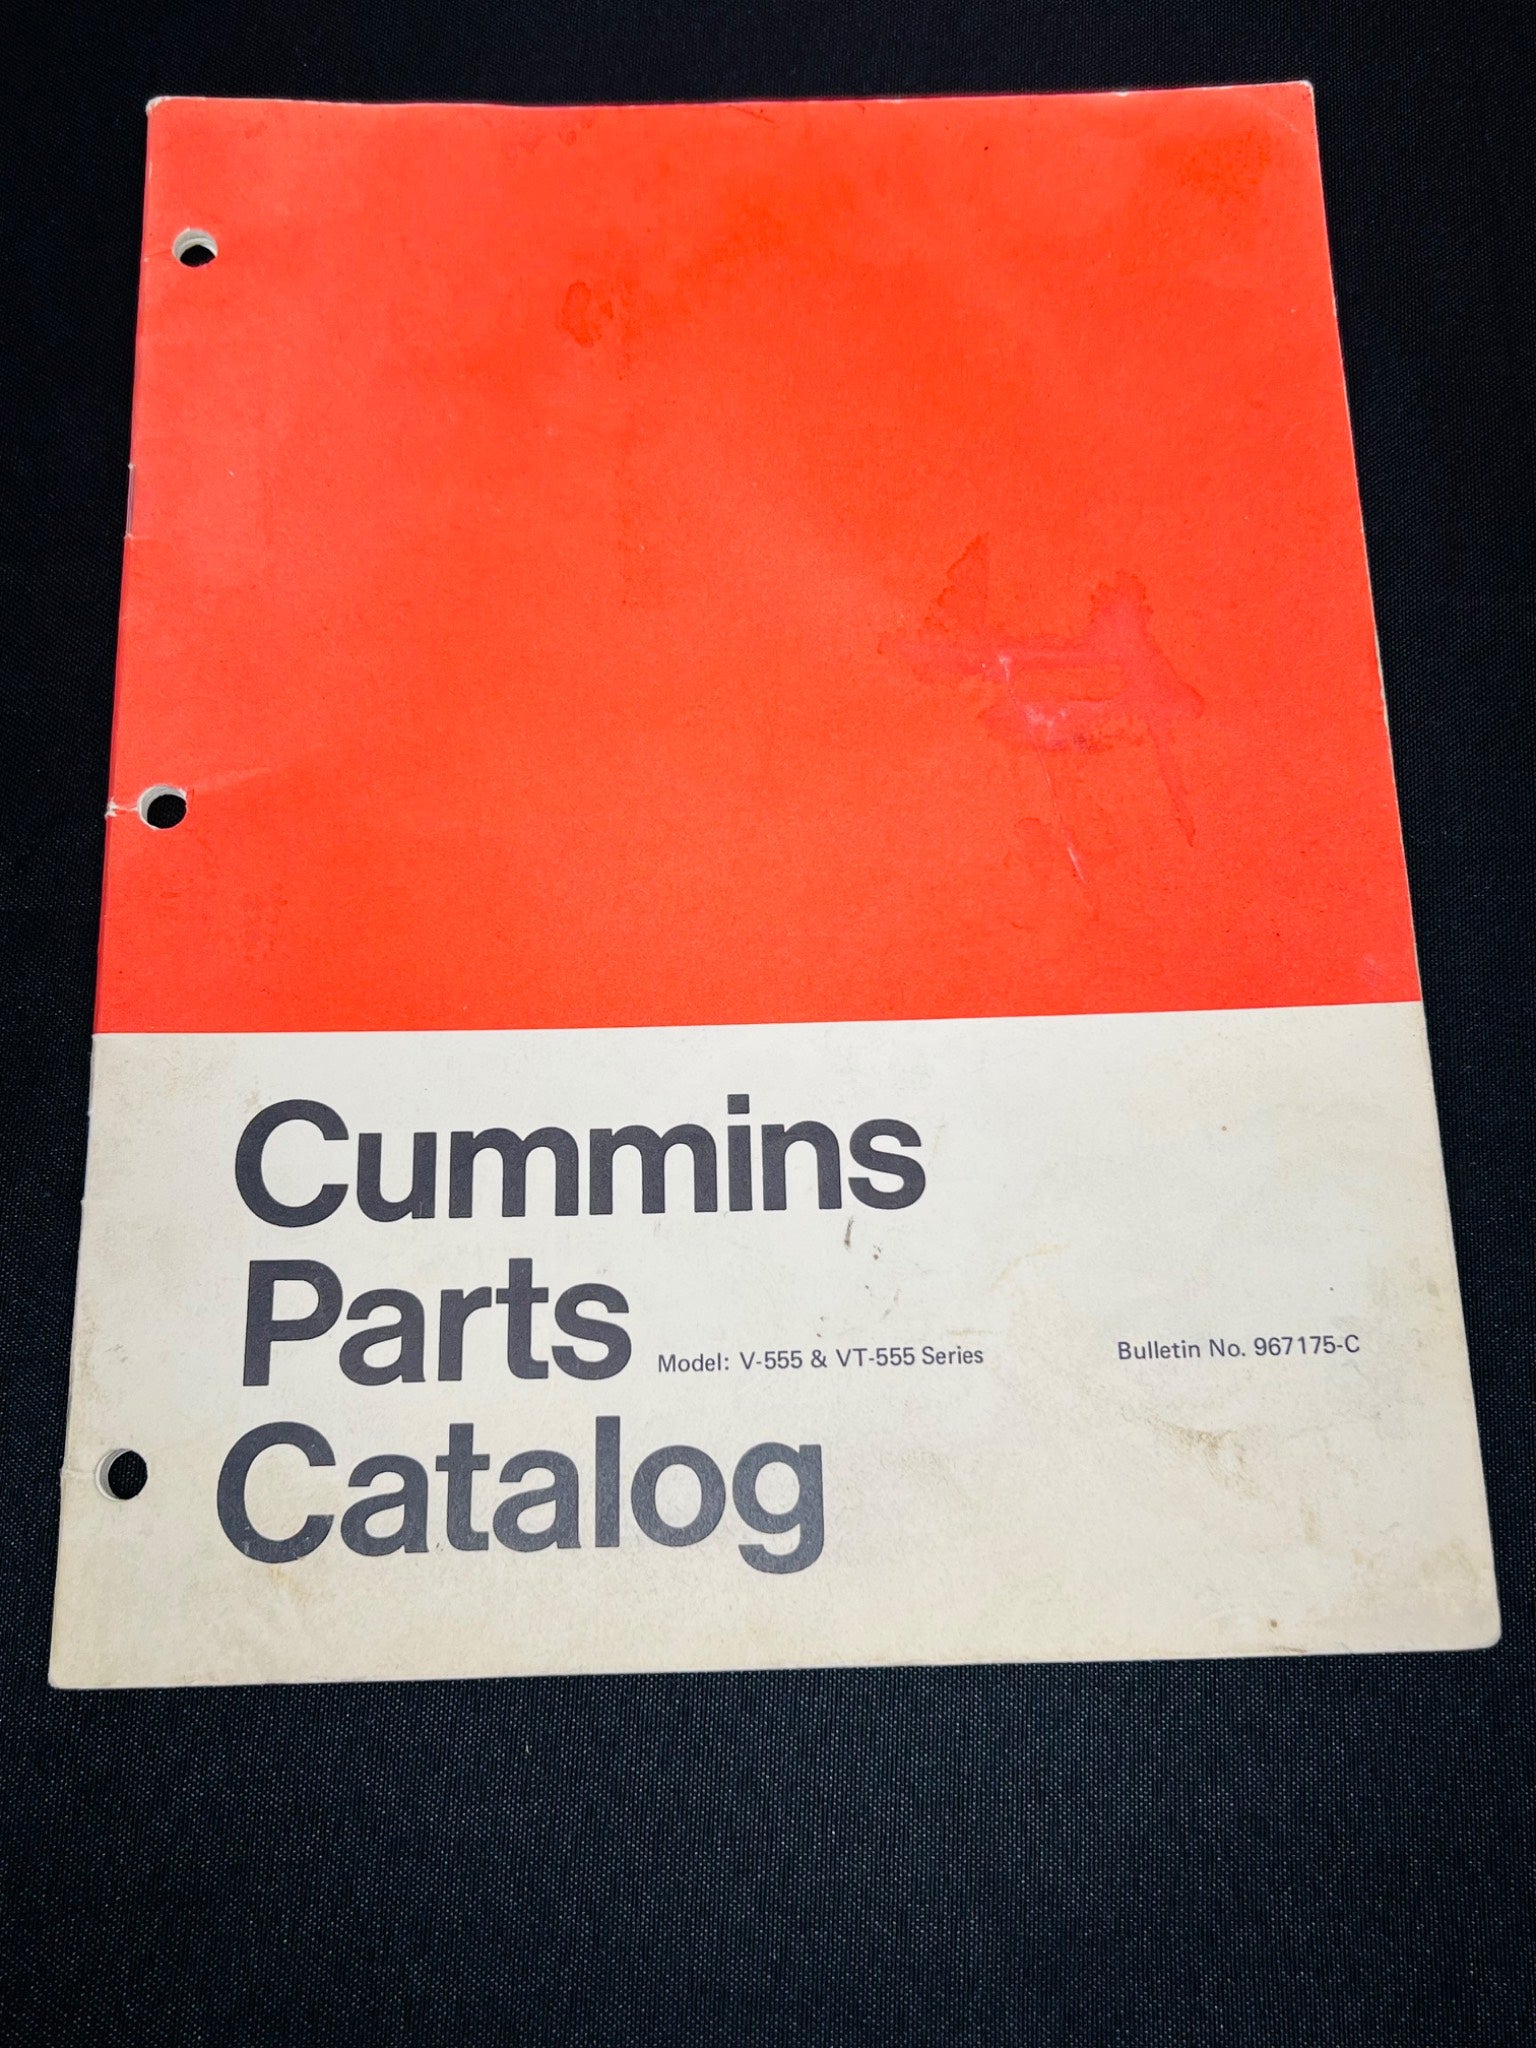 Cummins
Parts
Model: V-555 & VT-555 Series
Bulletin No. 967175-C
Catalog